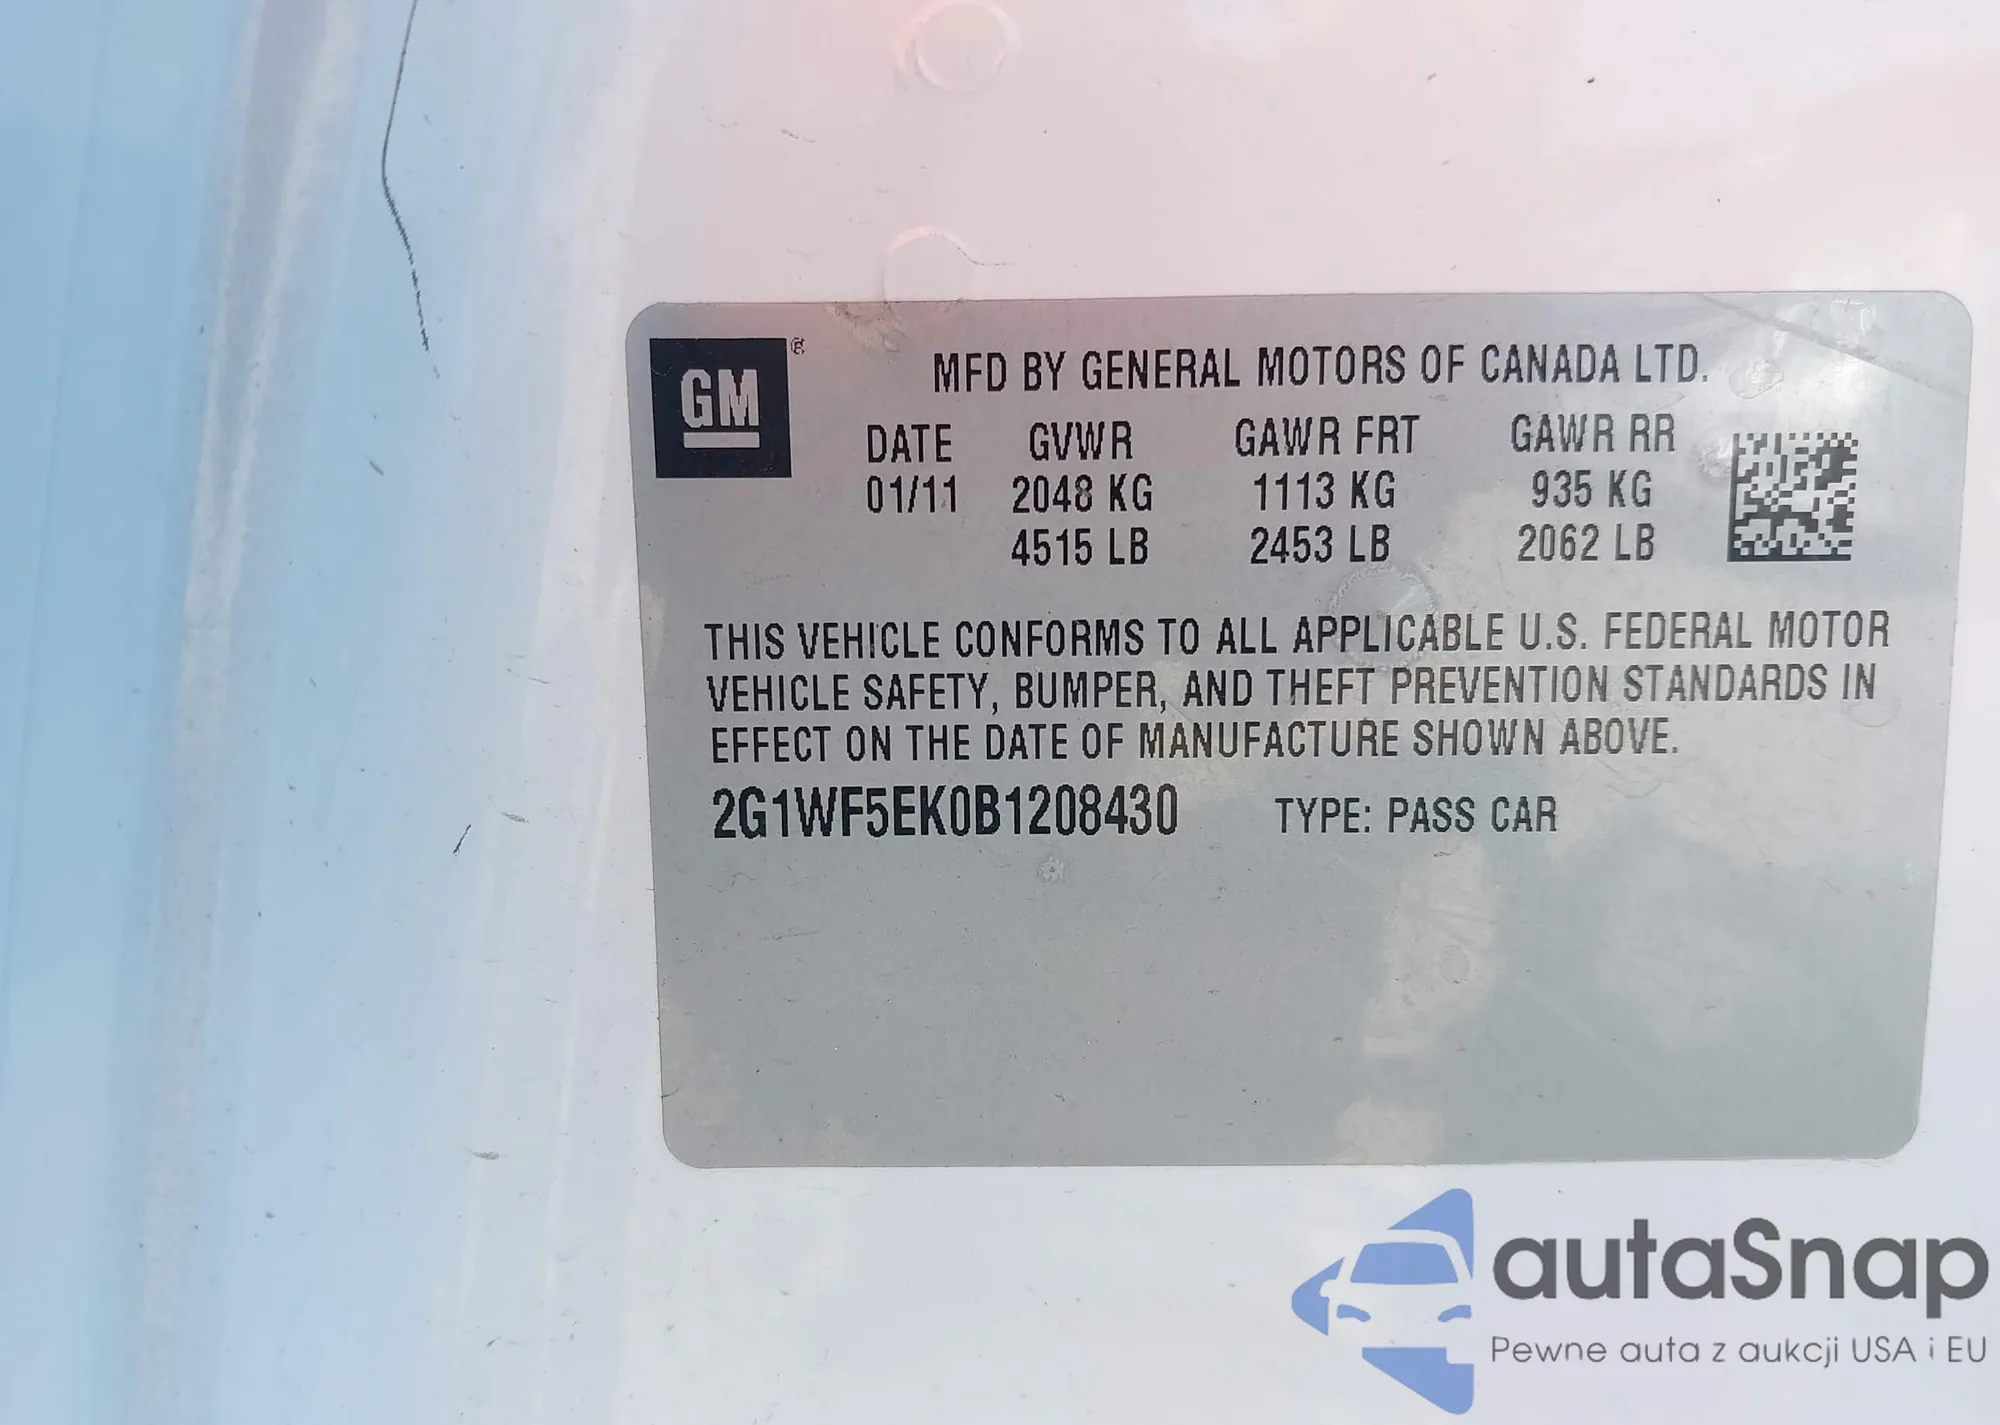 GM ®
MFD BY GENERAL MOTORS OF CANADA LTD.
DATE GVWR GAWR FRT GAWR RR
01/11 2048 KG 1113 KG 935 KG
4515 LB 2453 LB 2062 LB
THIS VEHICLE CONFORMS TO ALL APPLICABLE U.S. FEDERAL MOTOR
VEHICLE SAFETY, BUMPER, AND THEFT PREVENTION STANDARDS IN
EFFECT ON THE DATE OF MANUFACTURE SHOWN ABOVE.
2G1WF5EK0B1208430 TYPE: PASS CAR
autaSnap
Pewne auta z aukcji USA i EU